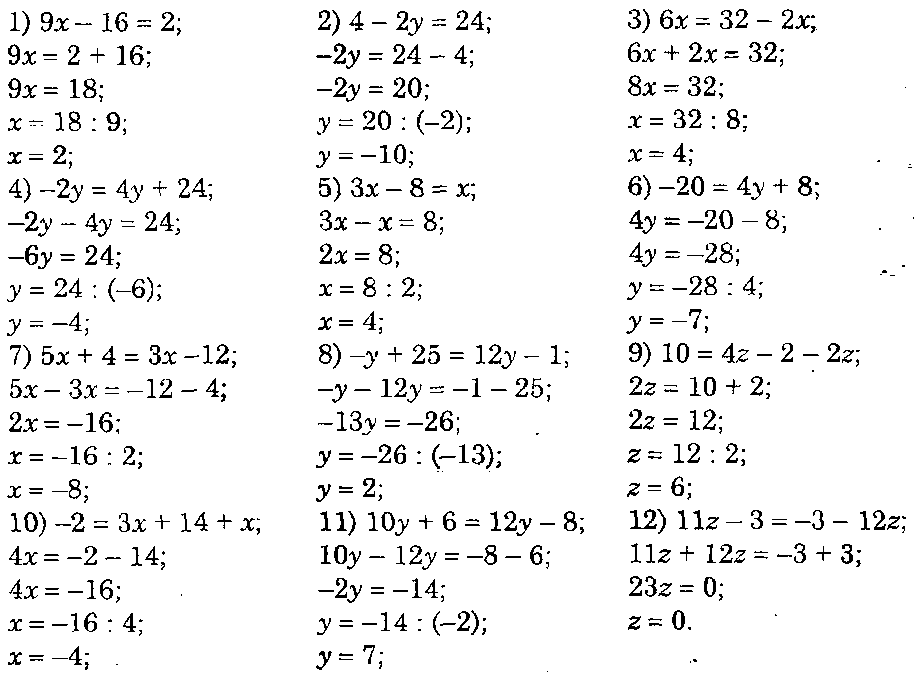 1) 9x – 16 = 2;
9x = 2 + 16;
9x = 18;
x = 18 : 9;
x = 2;
2) 4 – 2y = 24;
–2y = 24 – 4;
–2y = 20;
y = 20 : (–2);
y = –10;
3) 6x = 32 – 2x;
6x + 2x = 32;
8x = 32;
x = 32 : 8;
x = 4;
4) –2y = 4y + 24;
–2y – 4y = 24;
–6y = 24;
y = 24 : (–6);
y = –4;
5) 3x – 8 = x;
3x – x = 8;
2x = 8;
x = 8 : 2;
x = 4;
6) –20 = 4y + 8;
4y = –20 – 8;
4y = –28;
y = –28 : 4;
y = –7;
7) 5x + 4 = 3x –12;
5x – 3x = –12 – 4;
2x = –16;
x = –16 : 2;
x = –8;
8) –y + 25 = 12y – 1;
–y – 12y = –1 – 25;
–13y = –26;
y = –26 : (–13);
y = 2;
9) 10 = 4z – 2 – 2z;
2z = 10 + 2;
2z = 12;
z = 12 : 2;
z = 6;
10) –2 = 3x + 14 + x;
4x = –2 – 14;
4x = –16;
x = –16 : 4;
x = –4;
11) 10y + 6 = 12y – 8;
10y – 12y = –8 – 6;
–2y = –14;
y = –14 : (–2);
y = 7;
12) 11z – 3 = –3 – 12z;
11z + 12z = –3 + 3;
23z = 0;
z = 0.